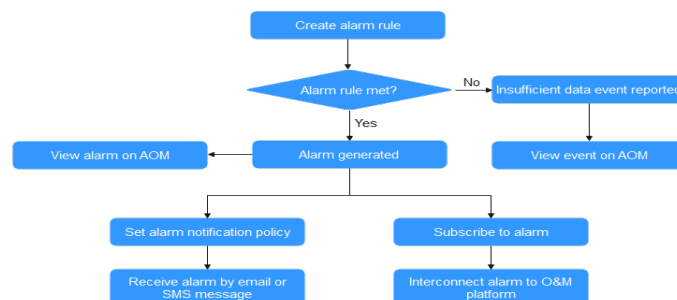 Create alarm rule
Alarm rule met?
No
Insufficient data event reported
Yes
View alarm on AOM
Alarm generated
View event on AOM
Set alarm notification policy
Subscribe to alarm
Receive alarm by email or
SMS message
Interconnect alarm to O&M
platform